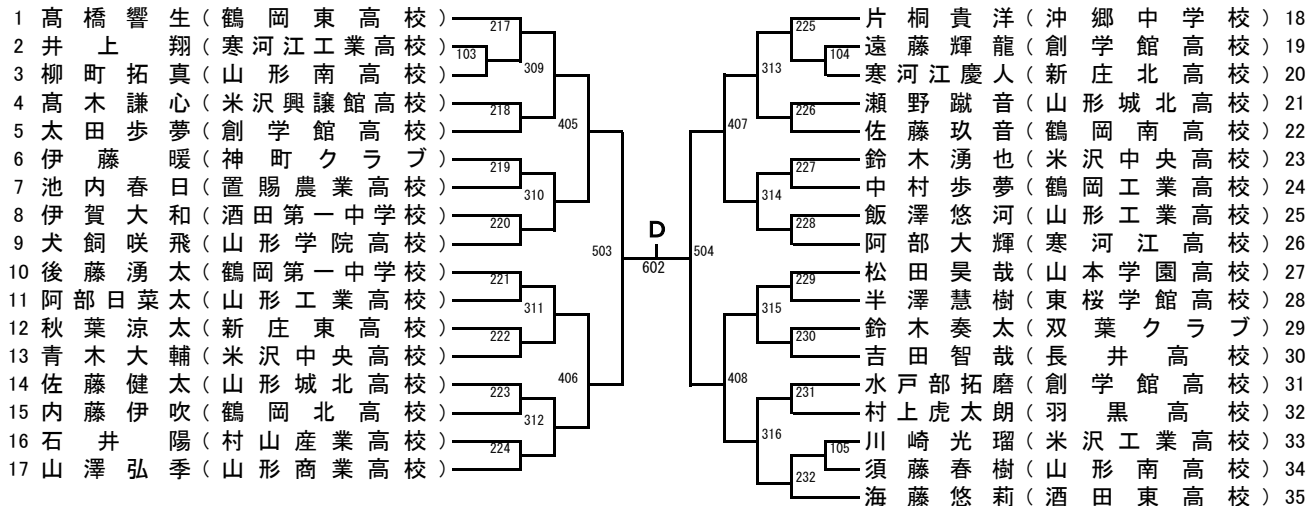 1 髙橋響生(鶴岡東高校)
2 井上翔(寒河江工業高校)
3 柳町拓真(山形南高校)
4 髙木謙心(米沢興譲館高校)
5 太田歩夢(創学館高校)
6 伊藤暖(神町クラブ)
7 池内春日(置賜農業高校)
8 伊賀大和(酒田第一中学校)
9 犬飼咲飛(山形学院高校)
10 後藤湧太(鶴岡第一中学校)
11 阿部日菜太(山形工業高校)
12 秋葉涼太(新庄東高校)
13 青木大輔(米沢中央高校)
14 佐藤健太(山形城北高校)
15 内藤伊吹(鶴岡北高校)
16 石井陽(村山産業高校)
17 山澤弘季(山形商業高校)
217
103
309
218
405
219
310
220
503
221
311
222
406
223
312
224
D
602
225
104
313
226
407
227
314
228
504
229
315
230
408
231
316
105
232
片桐貴洋(沖郷中学校) 18
遠藤輝龍(創学館高校) 19
寒河江慶人(新庄北高校) 20
瀬野蹴音(山形城北高校) 21
佐藤玖音(鶴岡南高校) 22
鈴木湧也(米沢中央高校) 23
中村歩夢(鶴岡工業高校) 24
飯澤悠河(山形工業高校) 25
阿部大輝(寒河江高校) 26
松田昊哉(山本学園高校) 27
半澤慧樹(東桜学館高校) 28
鈴木奏太(双葉クラブ) 29
吉田智哉(長井高校) 30
水戸部拓磨(創学館高校) 31
村上虎太朗(羽黒高校) 32
川崎光瑠(米沢工業高校) 33
須藤春樹(山形南高校) 34
海藤悠莉(酒田東高校) 35